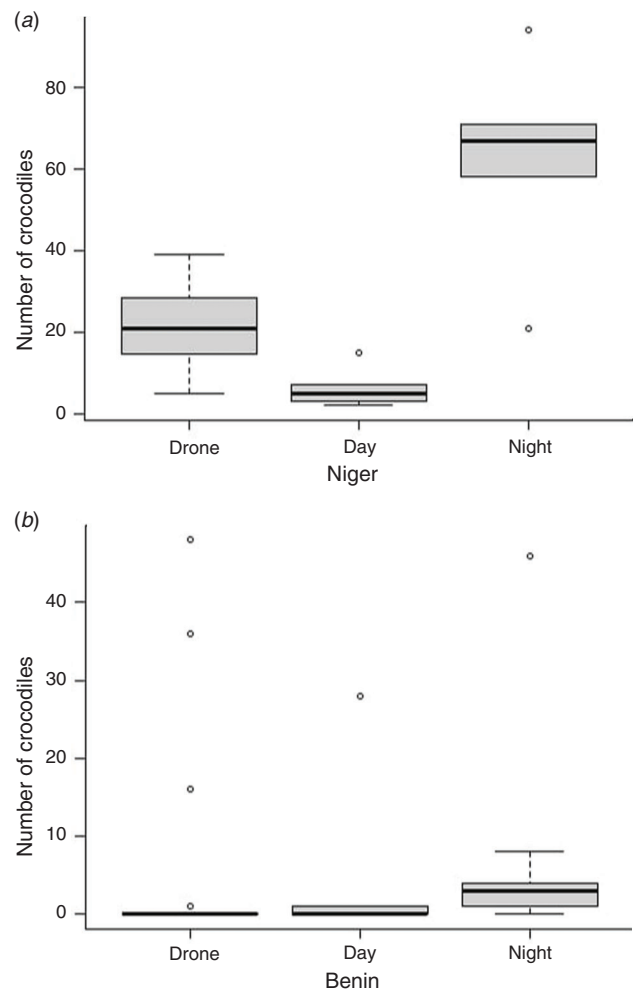 (a)
Number of crocodiles
80
60
40
20
0
Drone Day Night
Niger
(b)
Number of crocodiles
40
30
20
10
0
Drone Day Night
Benin